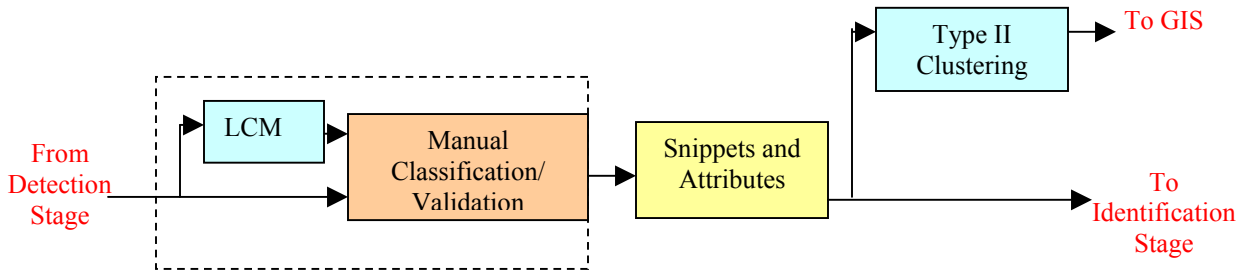 From
Detection
Stage
LCM
Manual
Classification/
Validation
Snippets and
Attributes
Type II
Clustering
To GIS
To
Identification
Stage